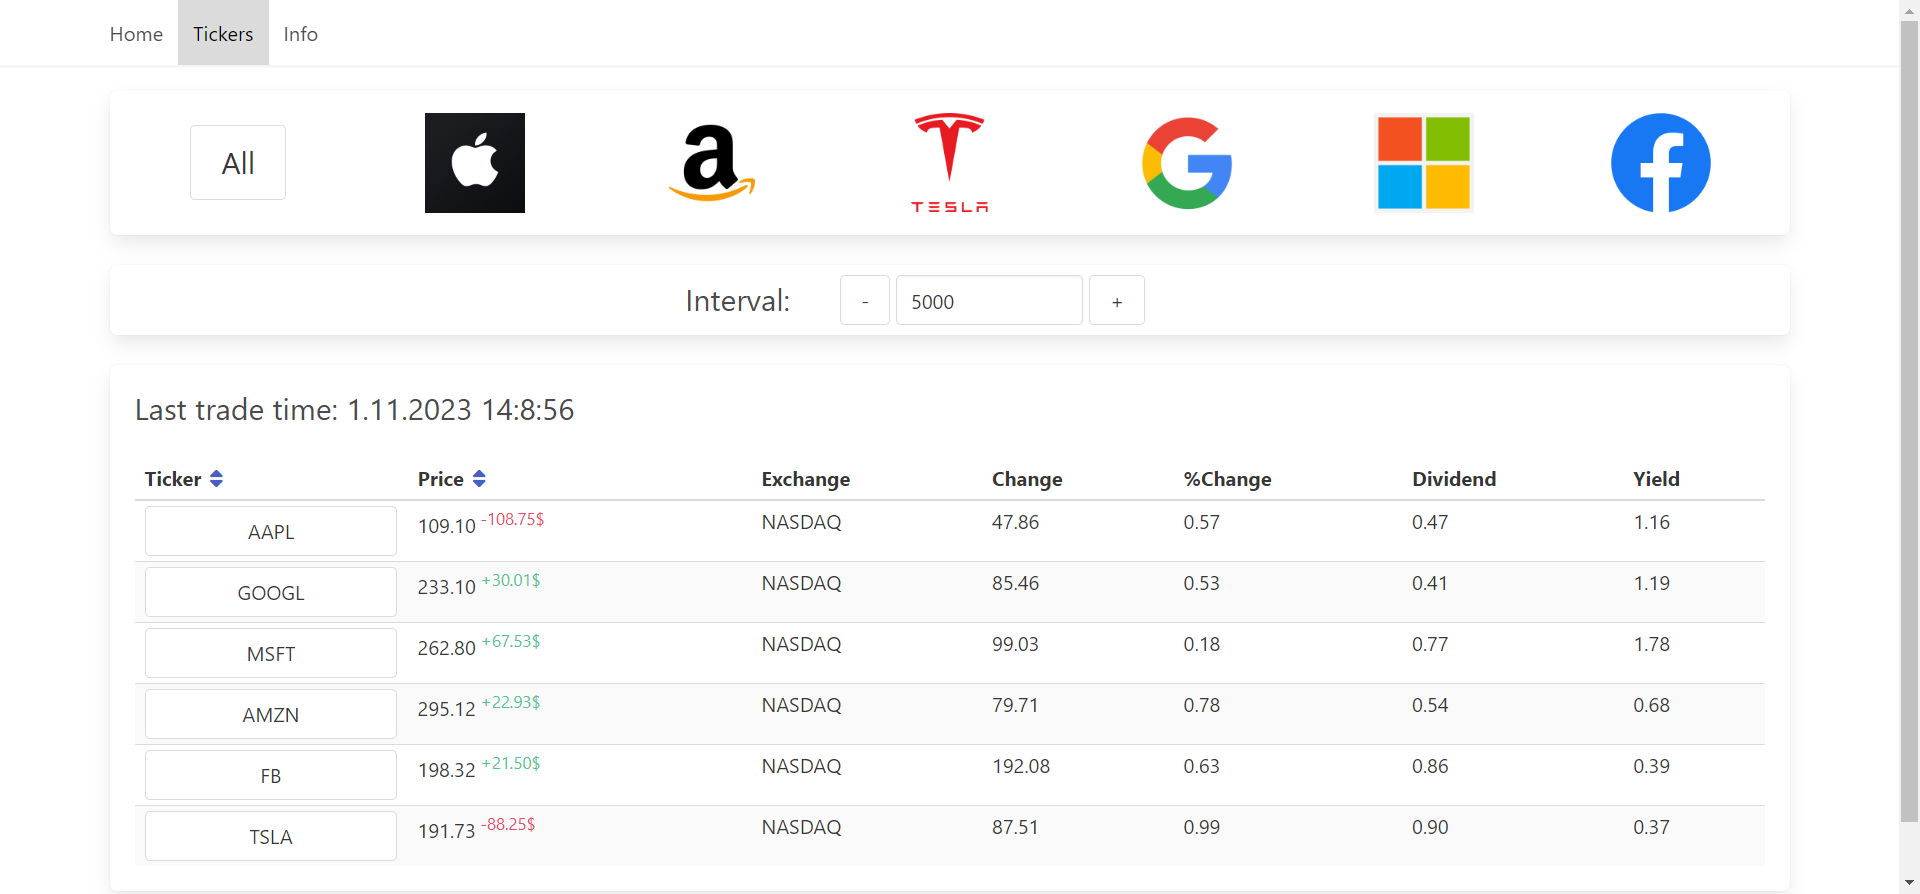 Home Tickers Info
All
TESLA
Interval: - 5000 +
Last trade time: 1.11.2023 14:8:56
Ticker Price Exchange Change %Change Dividend Yield
AAPL 109.10 -108.75$ NASDAQ 47.86 0.57 0.47 1.16
GOOGL 233.10 +30.01$ NASDAQ 85.46 0.53 0.41 1.19
MSFT 262.80 +67.53$ NASDAQ 99.03 0.18 0.77 1.78
AMZN 295.12 +22.93$ NASDAQ 79.71 0.78 0.54 0.68
FB 198.32 +21.50$ NASDAQ 192.08 0.63 0.86 0.39
TSLA 191.73 -88.25$ NASDAQ 87.51 0.99 0.90 0.37